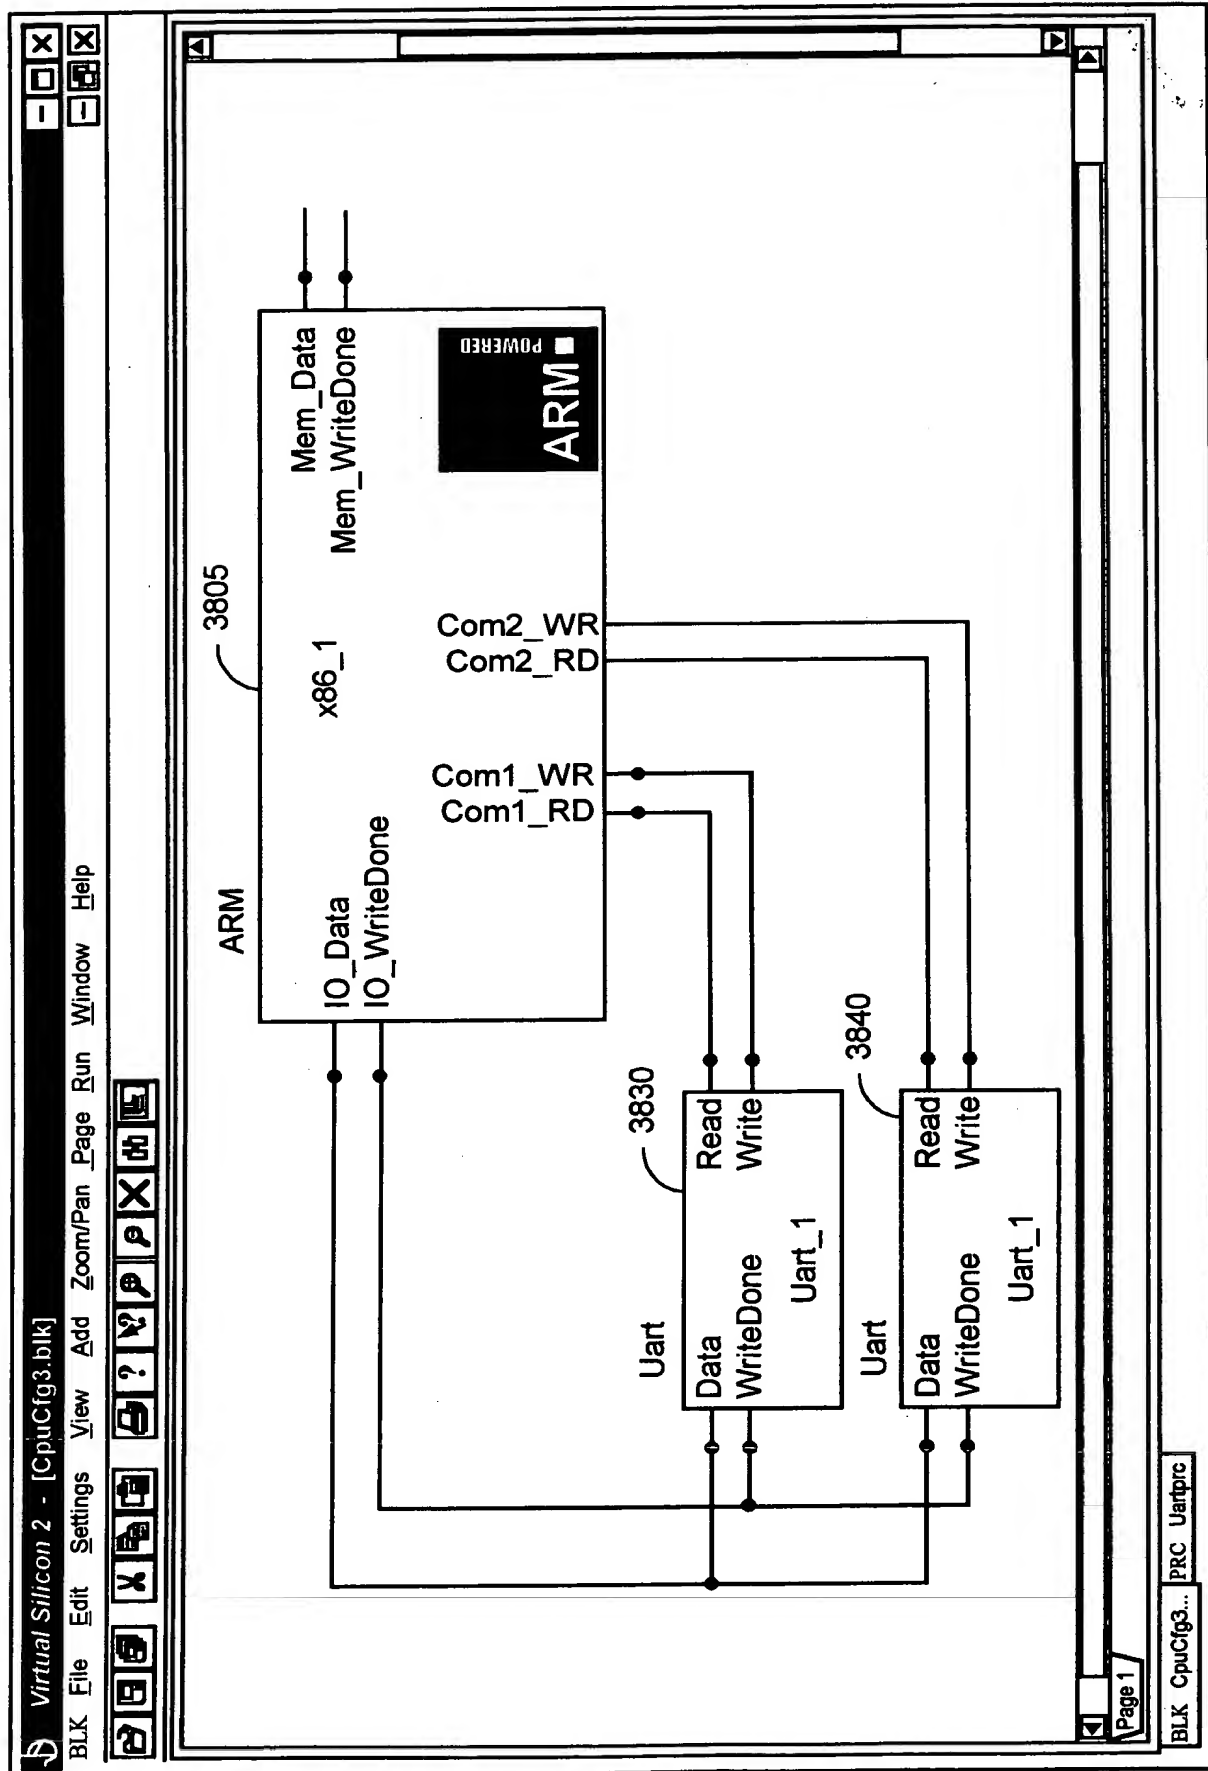 Virtual Silicon 2 - [CpuCfg3.blk]
BLK File Edit Settings View Add Zoom/Pan Page Run Window Help
ARM
3805
IO_Data
IO_WriteDone
x86_1
Mem_Data
Mem_WriteDone
Com1_WR
Com1_RD
Com2_WR
Com2_RD
ARM
POWERED
Uart
3830
Data
WriteDone
Read
Write
Uart_1
Uart
3840
Data
WriteDone
Read
Write
Uart_1
Page 1
BLK CpuCfg3... PRC Uartprc